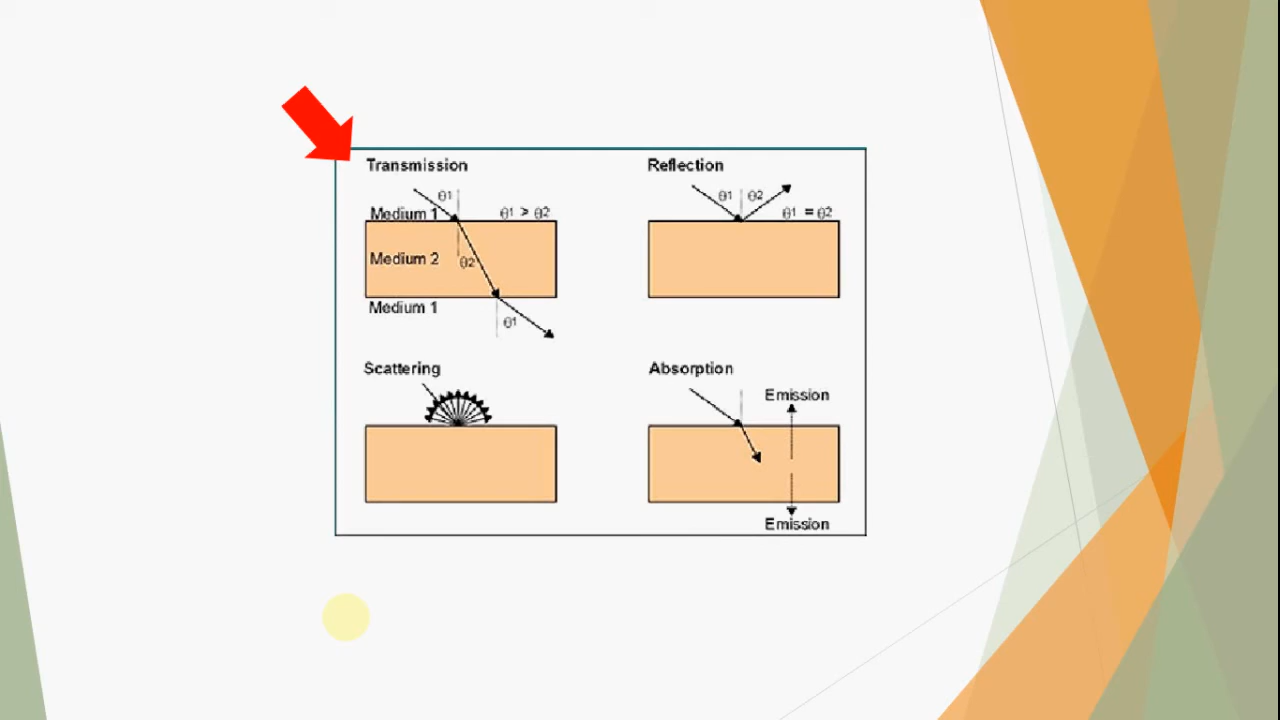 Transmission
θ1
Medium 1
θ1 > θ2
Medium 2
θ2
Medium 1
θ1
Reflection
θ1 θ2
θ1 = θ2
Scattering
Absorption
Emission
Emission